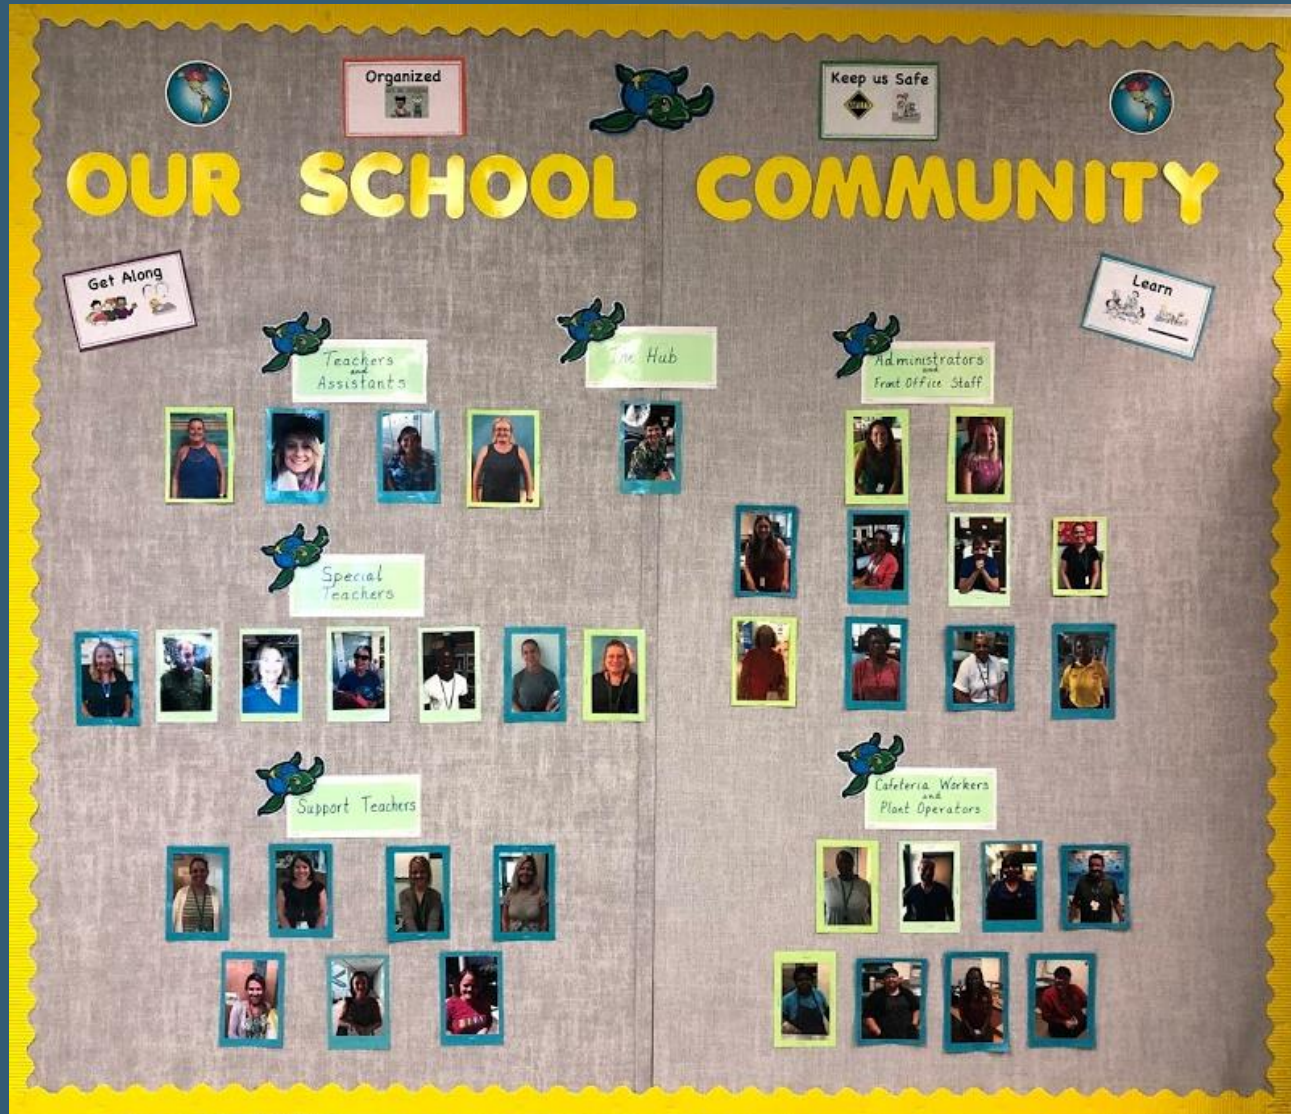 Organized
Keep us Safe
OUR SCHOOL COMMUNITY
Get Along
Learn
Teachers
and
Assistants
The Hub
Administrators
and
Front Office Staff
Special
Teachers
Support Teachers
Cafeteria Workers
and
Plant Operators